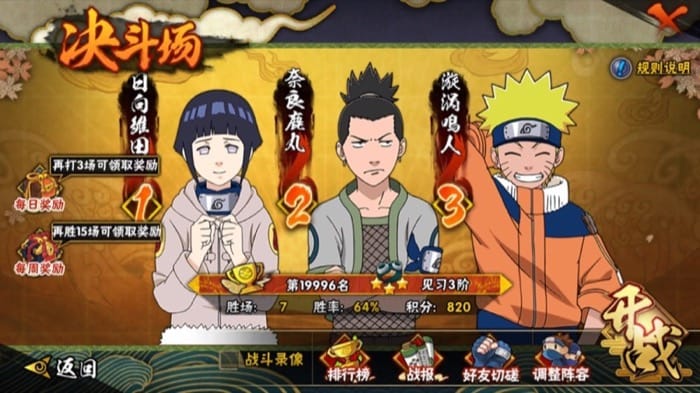 决斗场
规则说明
日向雏田
奈良鹿丸
漩涡鸣人
1
2
3
再打3场可领取奖励
每日奖励
再胜15场可领取奖励
每周奖励
第19996名
见习3阶
胜场: 7
胜率: 64%
积分: 820
开战
返回
战斗录像
排行榜
战报
好友切磋
调整阵容